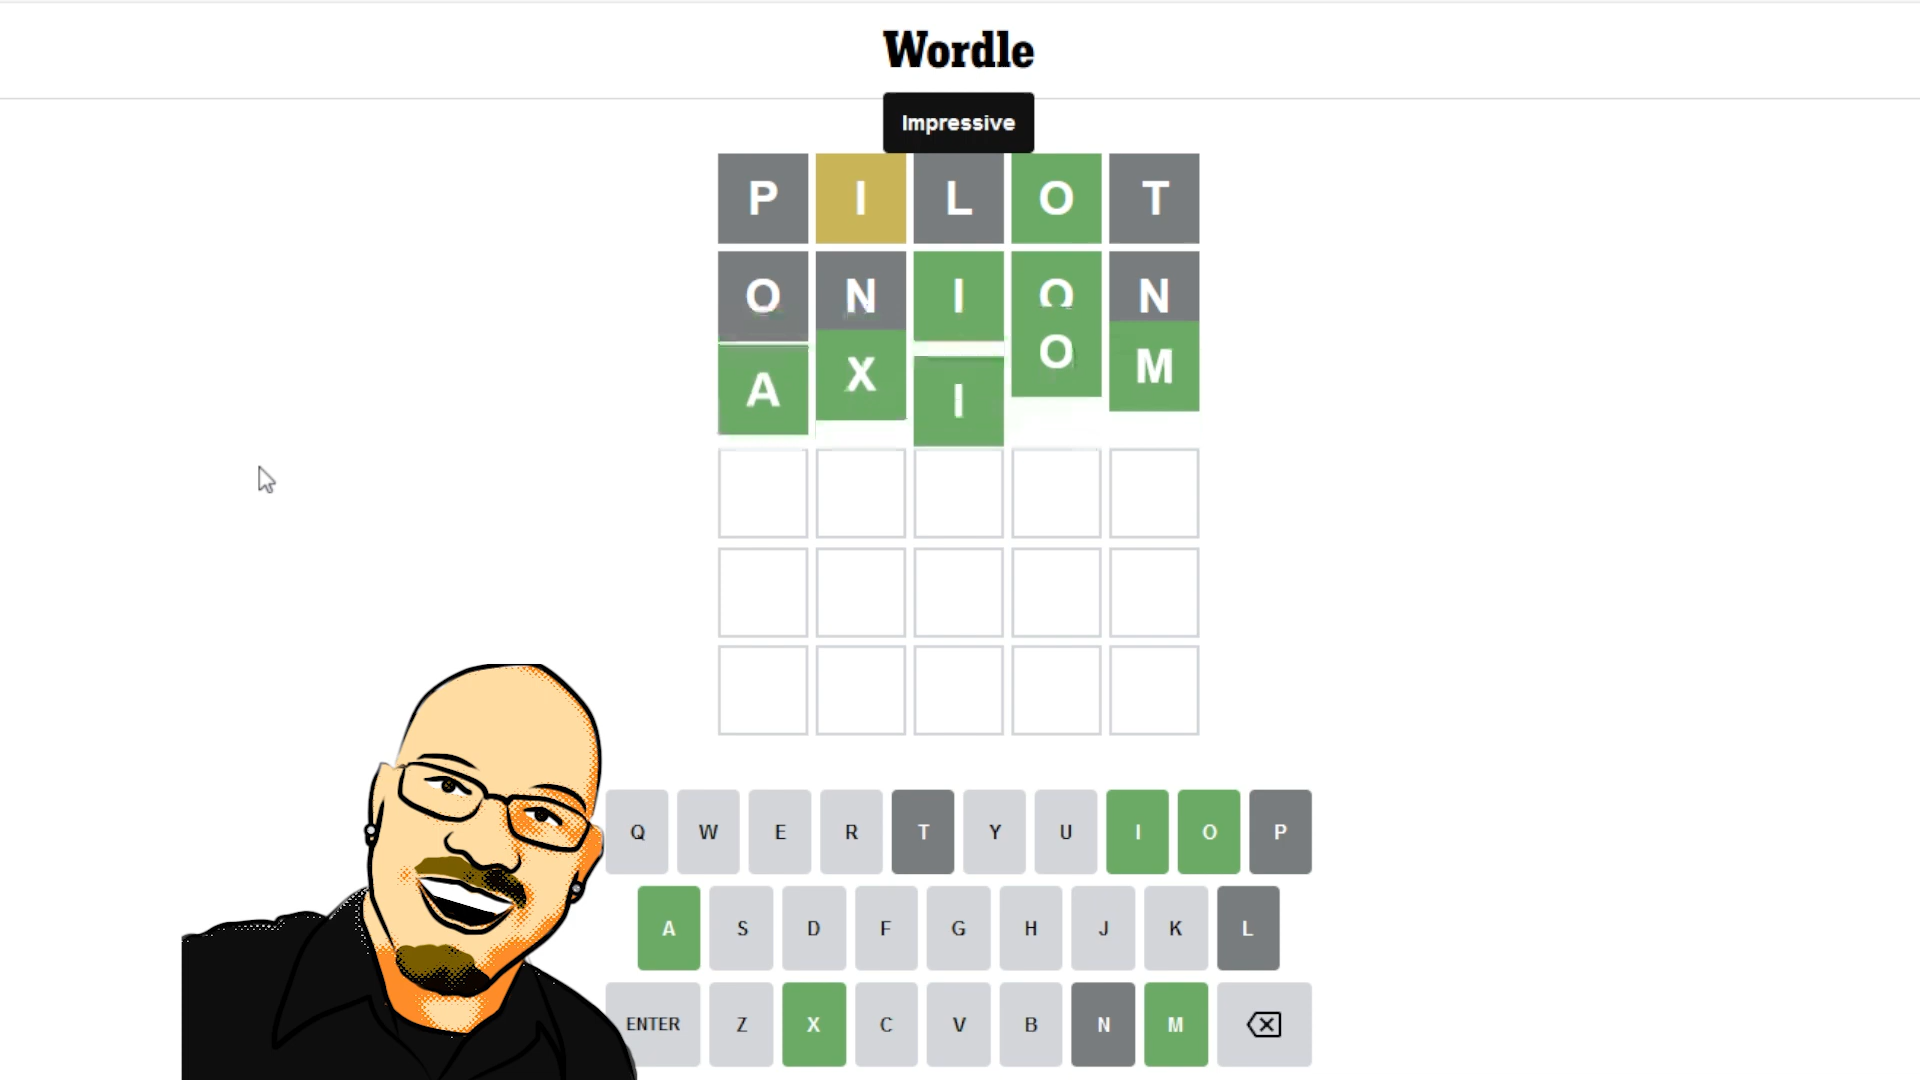 Wordle
Impressive
P I L O T
O N I O N
A X I O M
Q W E R T Y U I O P
A S D F G H J K L
ENTER Z X C V B N M